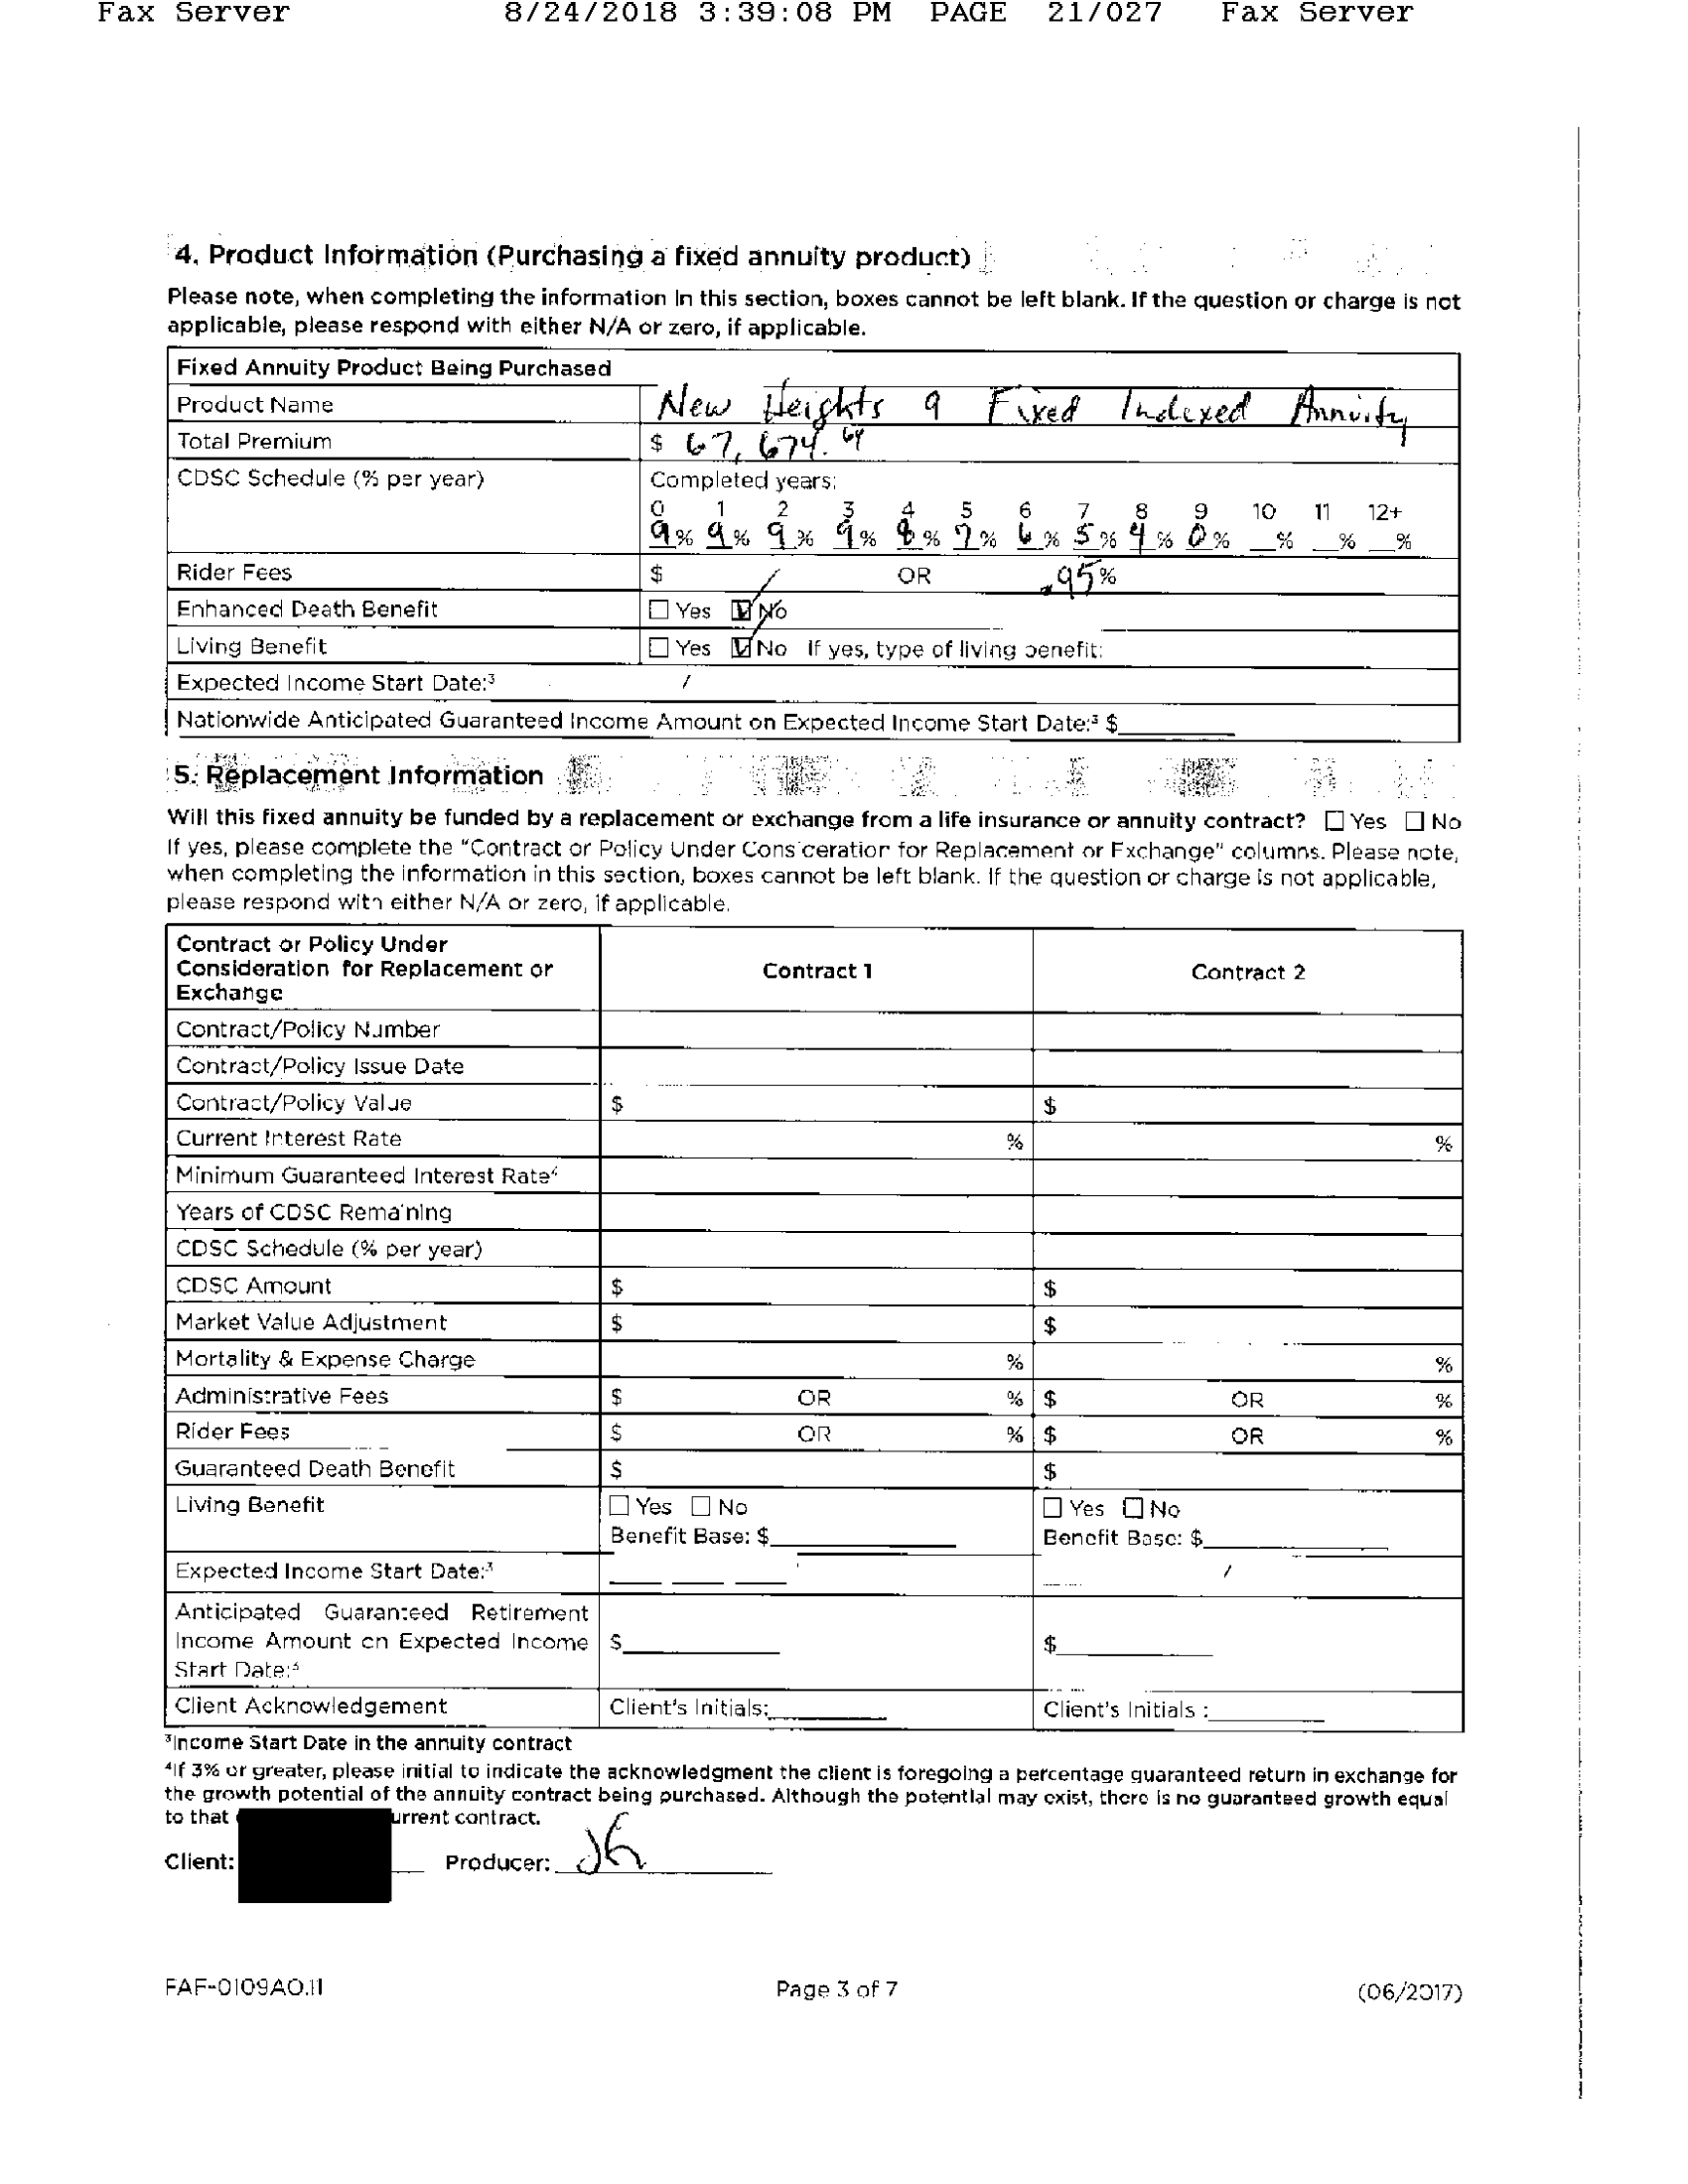 Fax Server 8/24/2018 3:39:08 PM PAGE 21/027 Fax Server
4. Product Information (Purchasing a fixed annuity product)
Please note, when completing the information in this section, boxes cannot be left blank. If the question or charge is not
applicable, please respond with either N/A or zero, if applicable.
Fixed Annuity Product Being Purchased
Product Name New Heights 9 Fixed Indexed Annuity
Total Premium $ 67,674.64
CDSC Schedule (% per year) Completed years:
0 1 2 3 4 5 6 7 8 9 10 11 12+
9% 9% 9% 9% 8% 7% 6% 5% 4% 0% _% _% _%
Rider Fees $ OR .95%
Enhanced Death Benefit ☐ Yes ☑ No
Living Benefit ☐ Yes ☑ No If yes, type of living benefit:
Expected Income Start Date:³ /
Nationwide Anticipated Guaranteed Income Amount on Expected Income Start Date:³ $
5. Replacement Information
Will this fixed annuity be funded by a replacement or exchange from a life insurance or annuity contract? ☐ Yes ☐ No
If yes, please complete the "Contract or Policy Under Consideration for Replacement or Exchange" columns. Please note,
when completing the information in this section, boxes cannot be left blank. If the question or charge is not applicable,
please respond with either N/A or zero, if applicable.
Contract or Policy Under
Consideration for Replacement or
Exchange Contract 1 Contract 2
Contract/Policy Number
Contract/Policy Issue Date
Contract/Policy Value $ $
Current Interest Rate % %
Minimum Guaranteed Interest Rate⁴
Years of CDSC Remaining
CDSC Schedule (% per year)
CDSC Amount $ $
Market Value Adjustment $ $
Mortality & Expense Charge % %
Administrative Fees $ OR % $ OR %
Rider Fees $ OR % $ OR %
Guaranteed Death Benefit $ $
Living Benefit ☐ Yes ☐ No ☐ Yes ☐ No
Benefit Base: $ Benefit Base: $
Expected Income Start Date:³ /
Anticipated Guaranteed Retirement
Income Amount on Expected Income $ $
Start Date:³
Client Acknowledgement Client's Initials: Client's Initials :
³Income Start Date in the annuity contract
⁴If 3% or greater, please initial to indicate the acknowledgment the client is foregoing a percentage guaranteed return in exchange for
the growth potential of the annuity contract being purchased. Although the potential may exist, there is no guaranteed growth equal
to that urrent contract.
Client: Producer: JG
FAF-0109AO.11 Page 3 of 7 (06/2017)